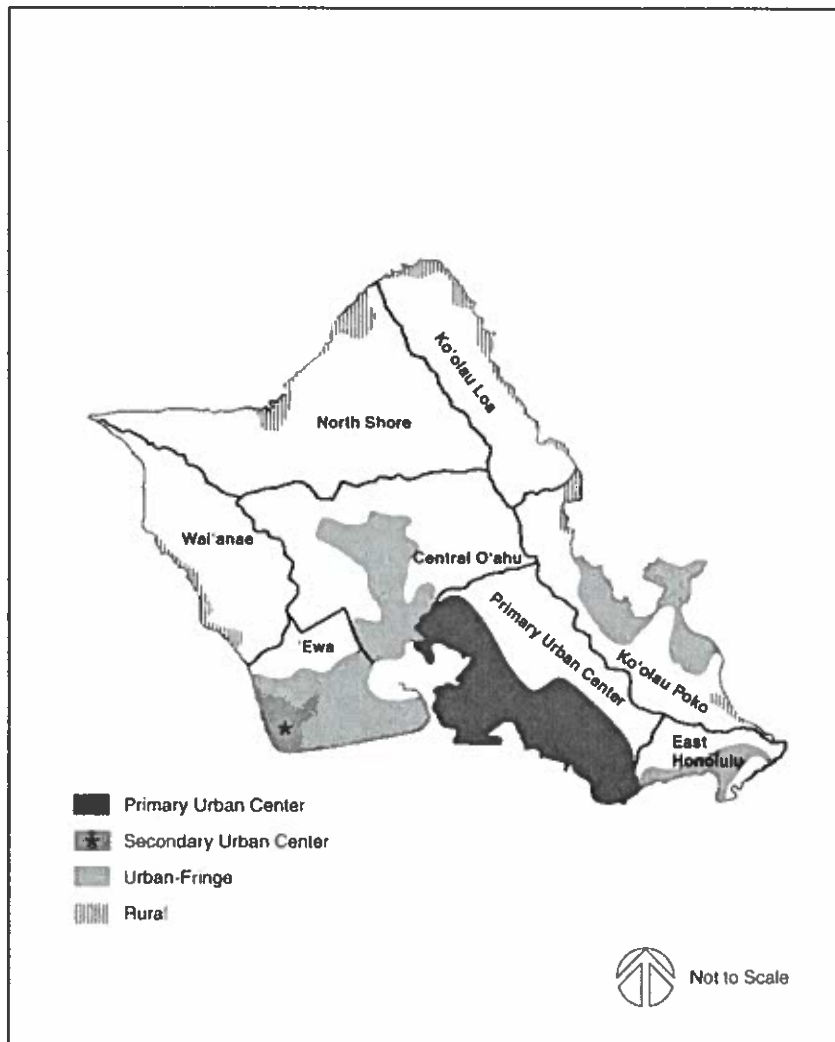 Ko'olau Loa
North Shore
Wai'anae
Central O'ahu
Primary Urban Center
'Ewa
Ko'olau Poko
East
Honolulu
Primary Urban Center
Secondary Urban Center
Urban-Fringe
Rural
Not to Scale